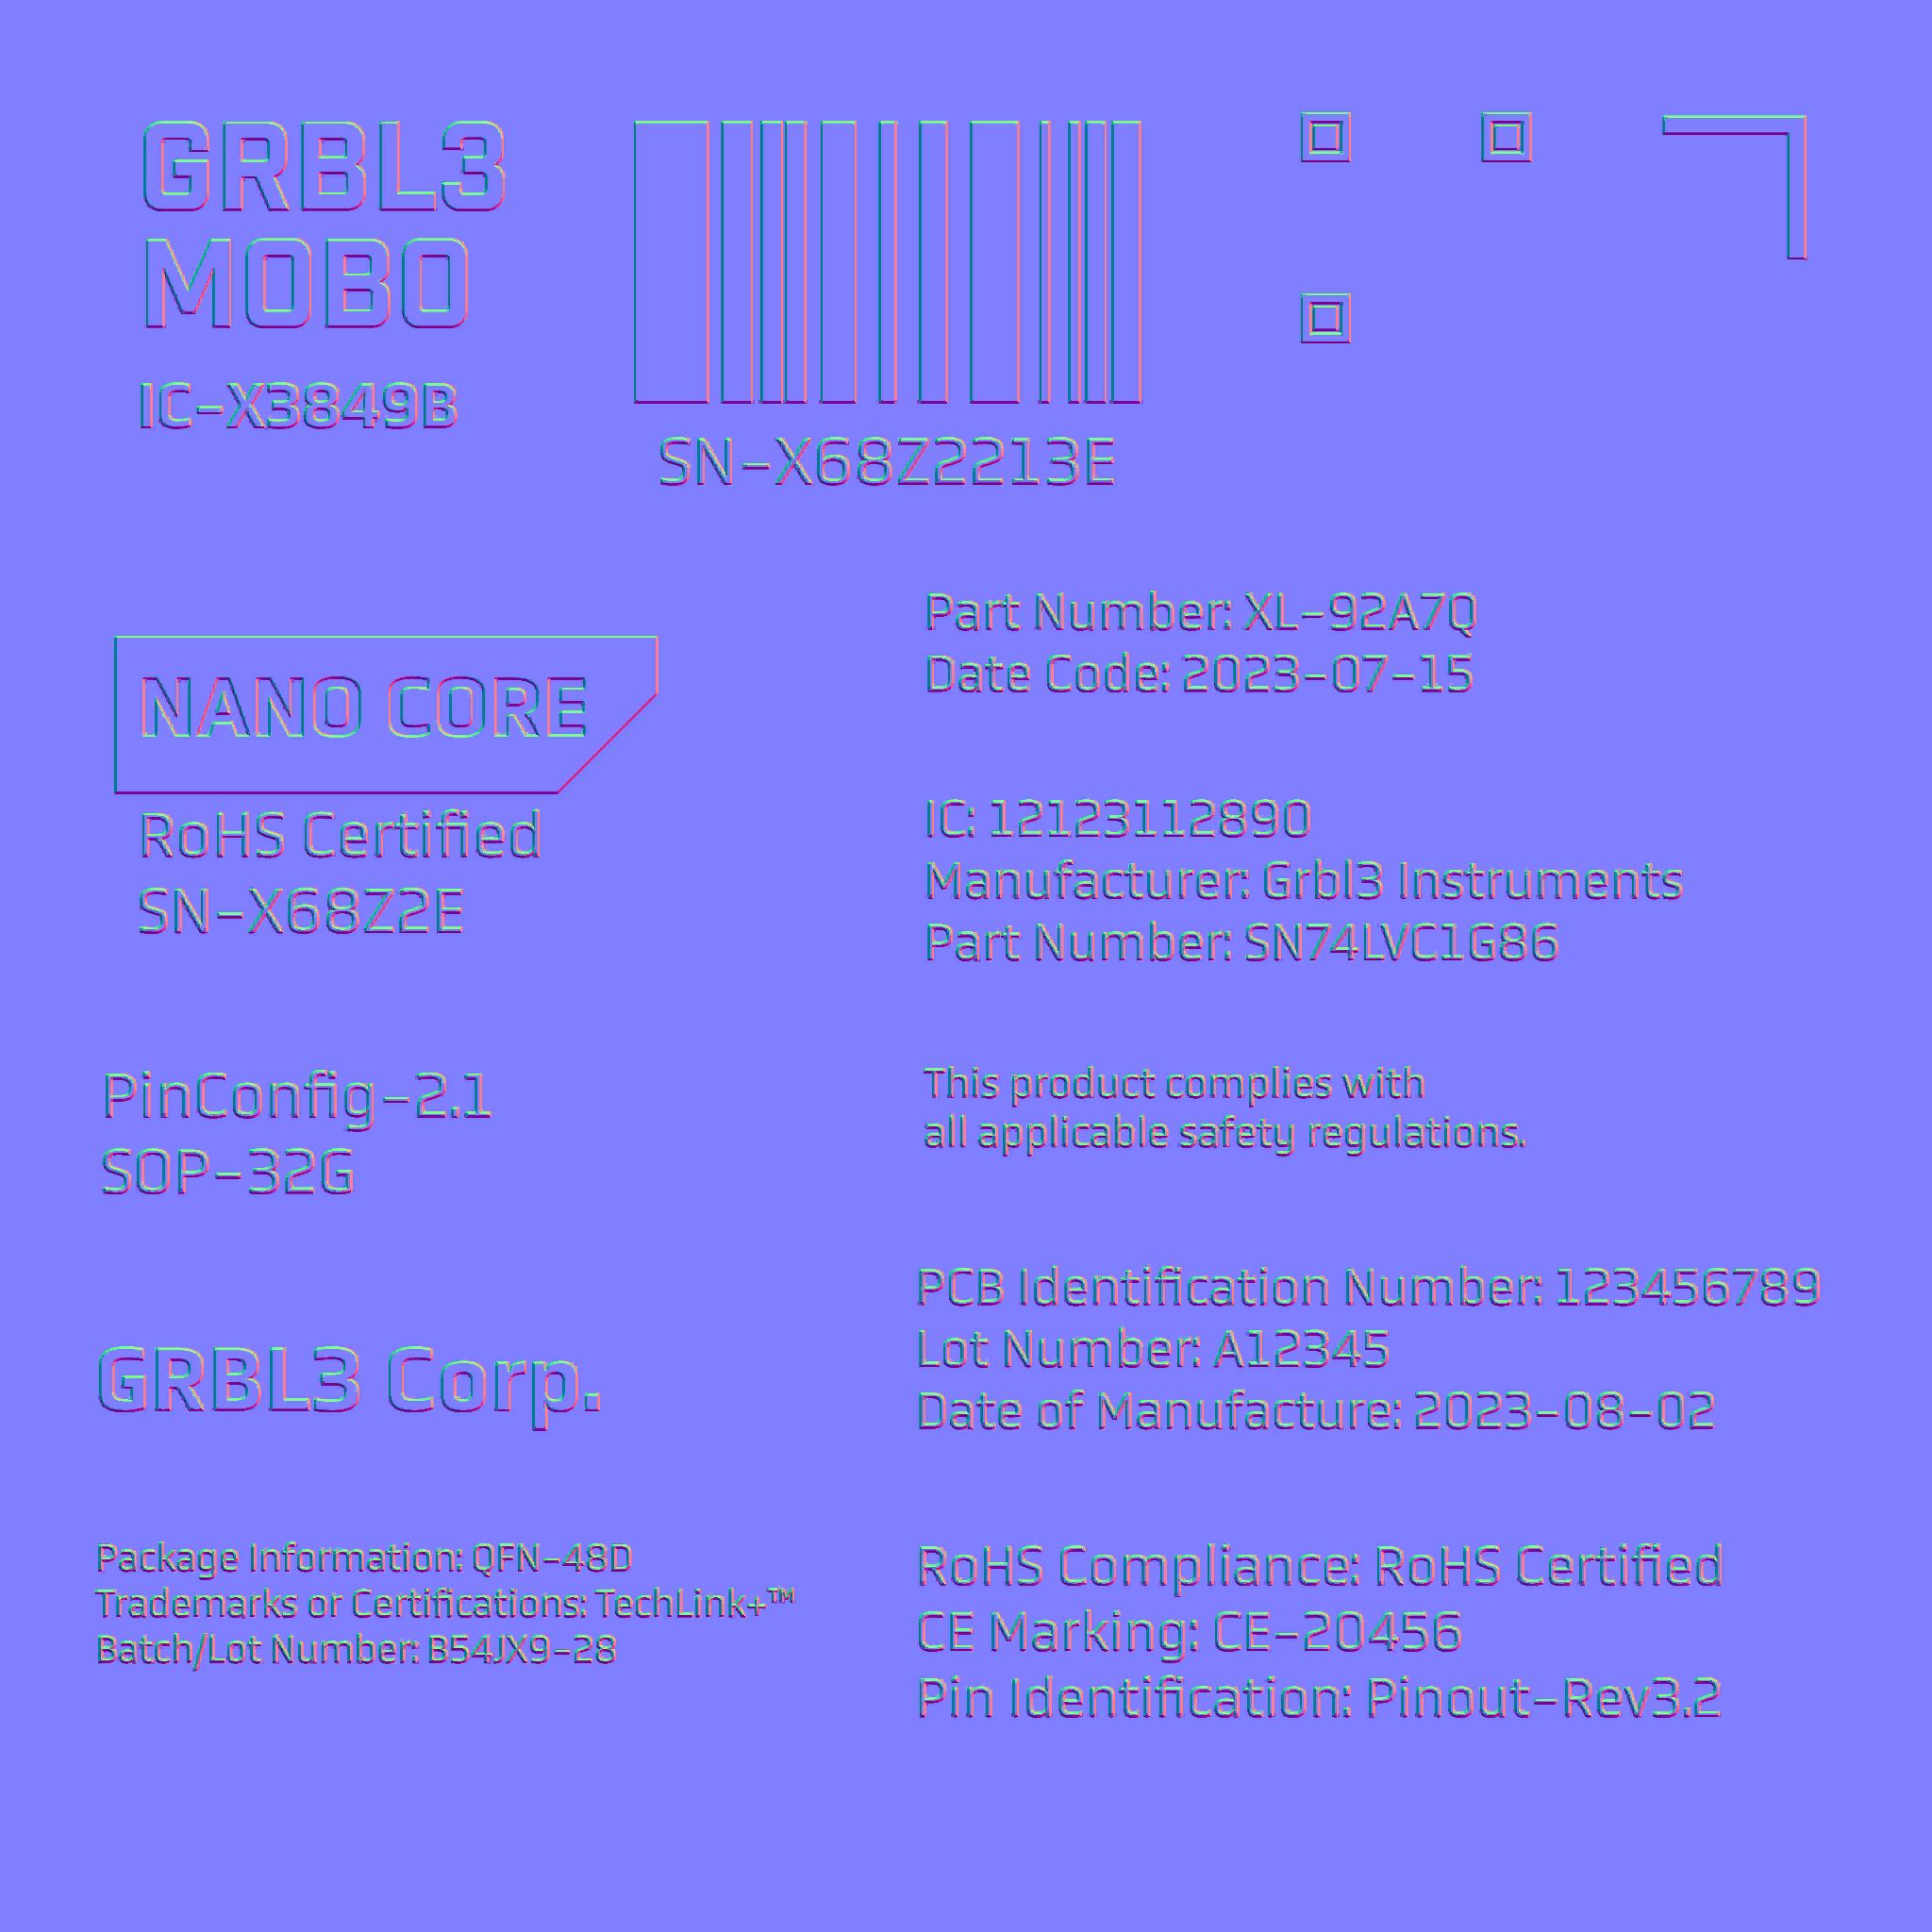 GRBL3
MOBO
IC-X3849B
SN-X68Z2213E
NANO CORE
RoHS Certified
SN-X68Z2E
Part Number: XL-92A7Q
Date Code: 2023-07-15
IC: 12123112890
Manufacturer: Grbl3 Instruments
Part Number: SN74LVC1G86
PinConfig-2.1
SOP-32G
This product complies with
all applicable safety regulations.
GRBL3 Corp.
PCB Identification Number: 123456789
Lot Number: A12345
Date of Manufacture: 2023-08-02
Package Information: QFN-48D
Trademarks or Certifications: TechLink+™
Batch/Lot Number: B54JX9-28
RoHS Compliance: RoHS Certified
CE Marking: CE-20456
Pin Identification: Pinout-Rev3.2